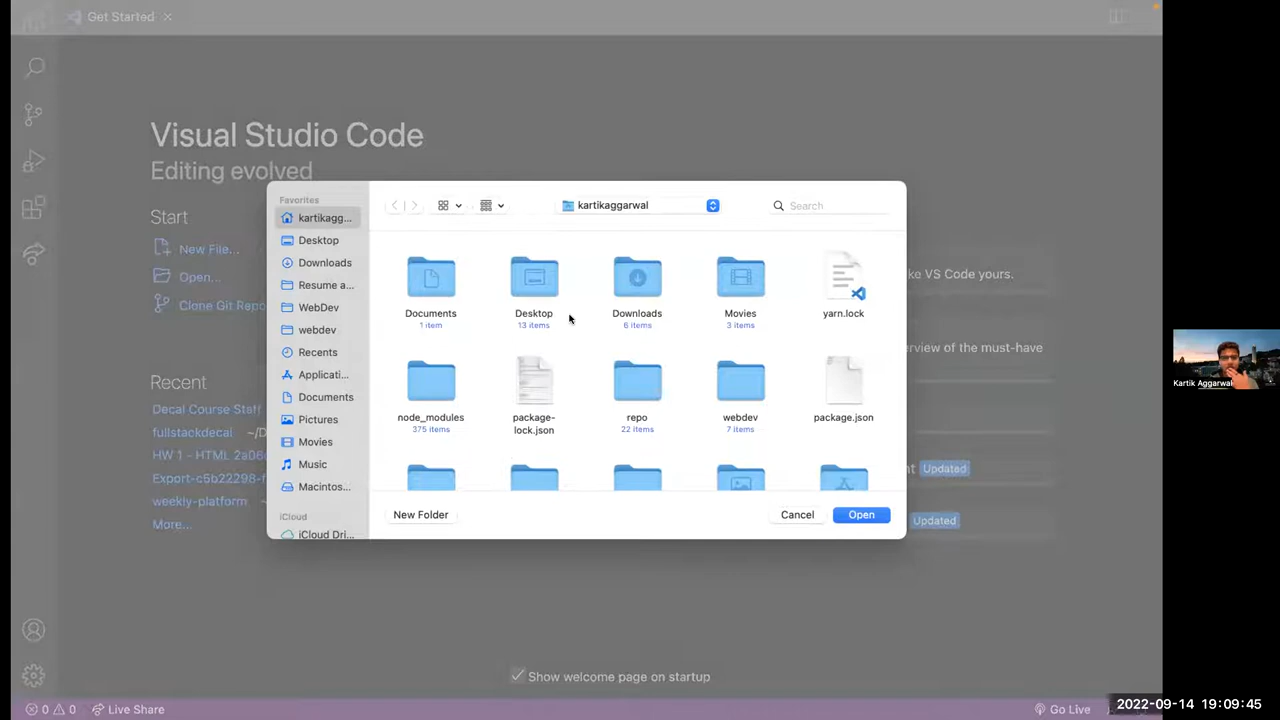 Get Started
Visual Studio Code
Editing evolved
Start
New File...
Open...
Clone Git Repo
Recent
Decal Course Staff
fullstackdecal ~/D
HW 1 - HTML 2a06
Export-c5b22298-f
weekly-platform ~
More...
Favorites
kartikagg...
Desktop
Downloads
Resume a...
WebDev
webdev
Recents
Applicati...
Documents
Pictures
Movies
Music
Macintos...
iCloud
iCloud Dri...
kartikaggarwal
Search
Documents
1 item
Desktop
13 items
Downloads
6 items
Movies
3 items
yarn.lock
node_modules
375 items
package-
lock.json
repo
22 items
webdev
7 items
package.json
New Folder
Cancel
Open
ke VS Code yours.
rview of the must-have
Updated
Updated
Show welcome page on startup
0 0 Live Share
Go Live
Kartik Aggarwal
2022-09-14 19:09:45